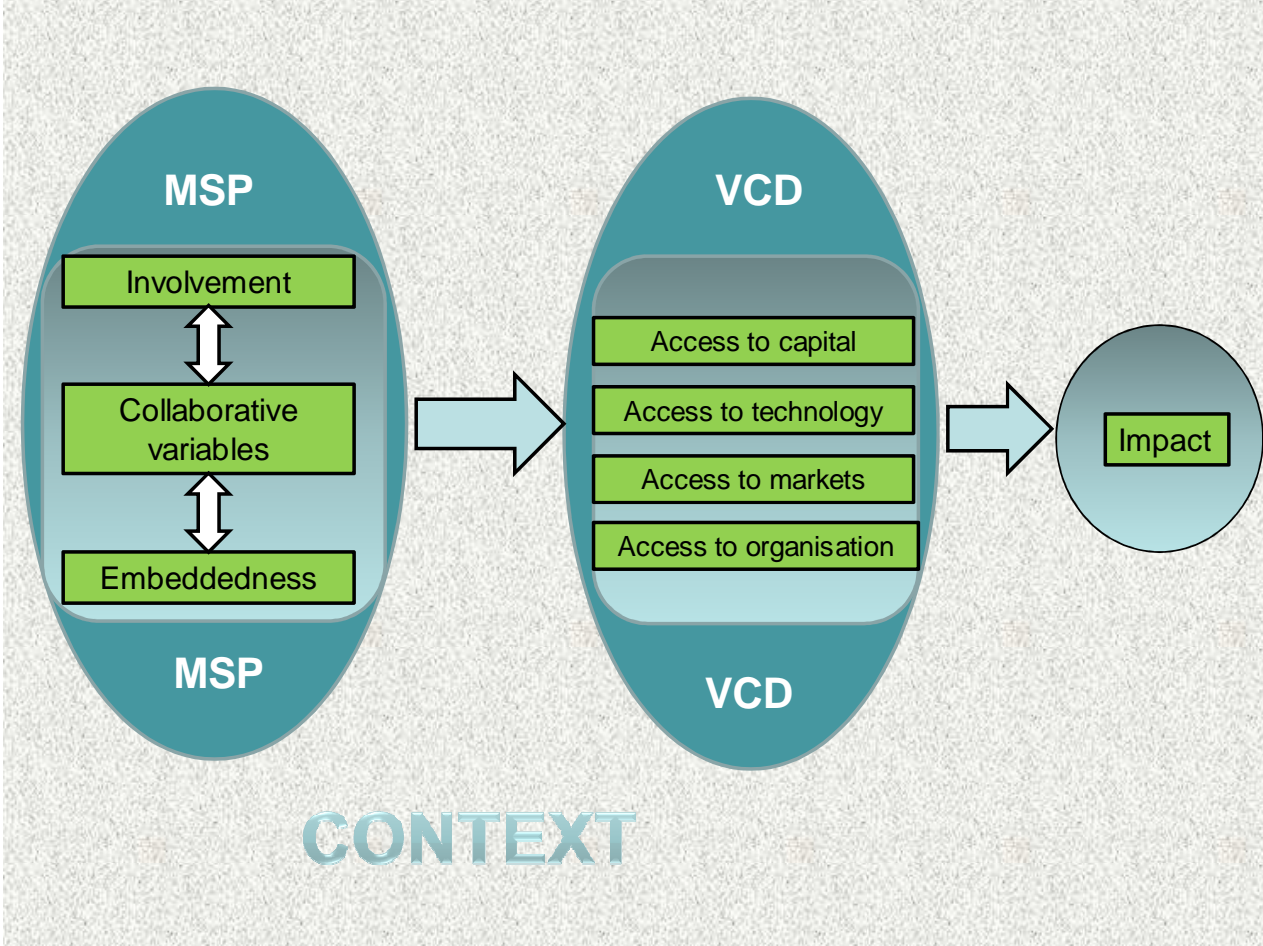 MSP
Involvement
Collaborative
variables
Embeddedness
MSP
VCD
Access to capital
Access to technology
Access to markets
Access to organisation
VCD
Impact
CONTEXT